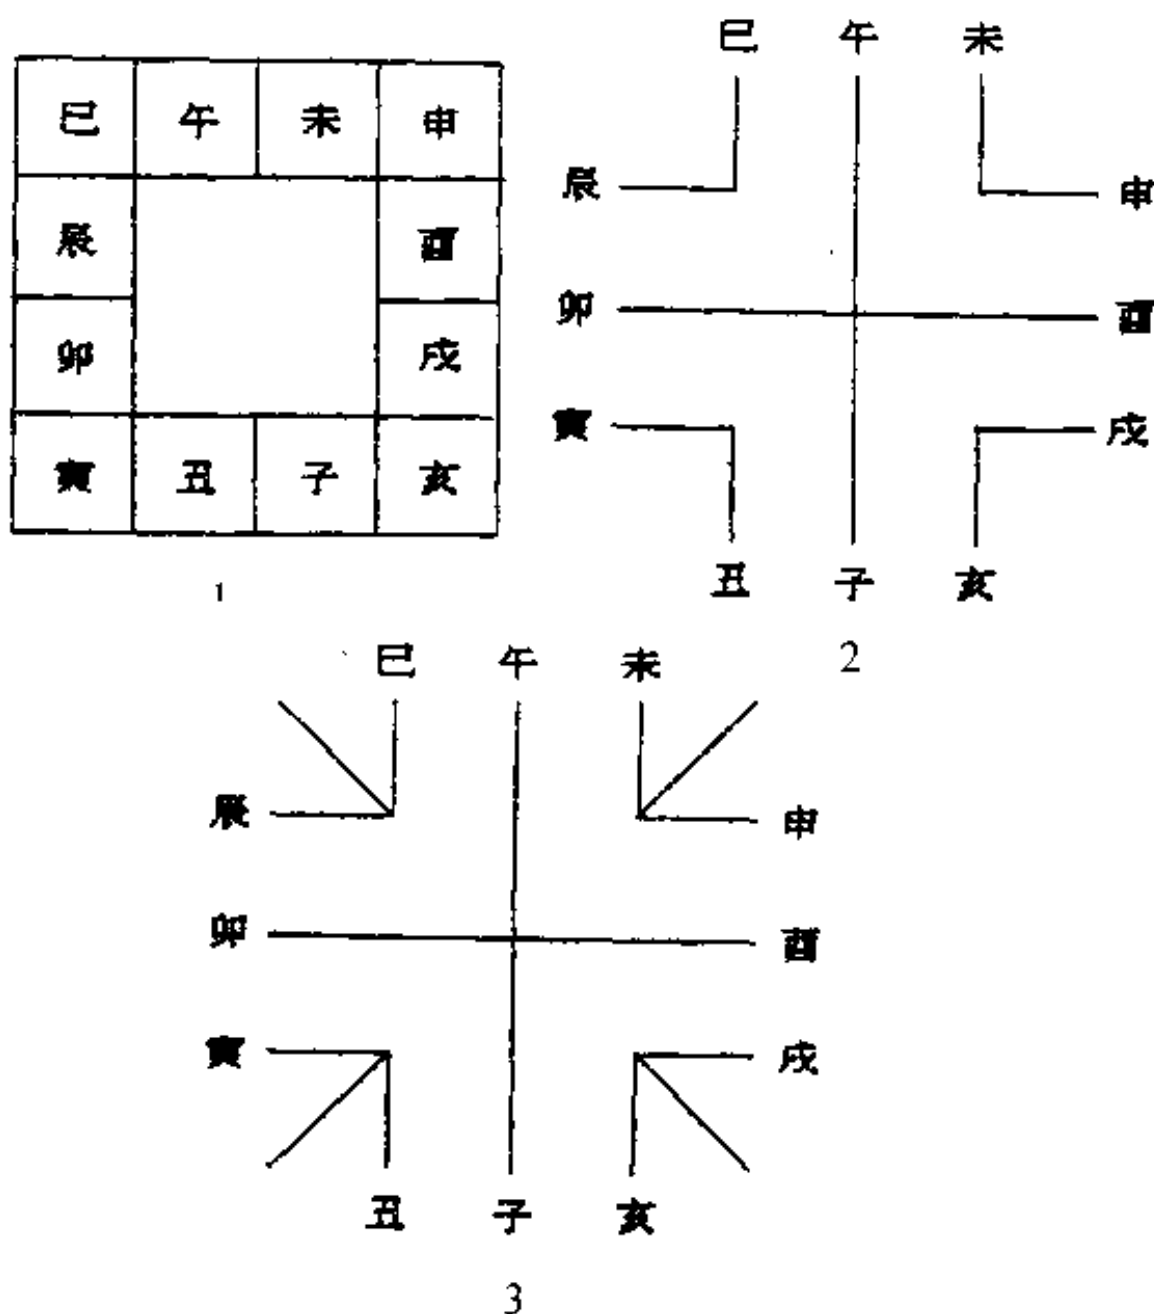 巳 午 未 申
辰 酉
卯 戌
寅 丑 子 亥
1
巳 午 未
辰 申
卯 酉
寅 戌
丑 子 亥
2
巳 午 未
辰 申
卯 酉
寅 戌
丑 子 亥
3